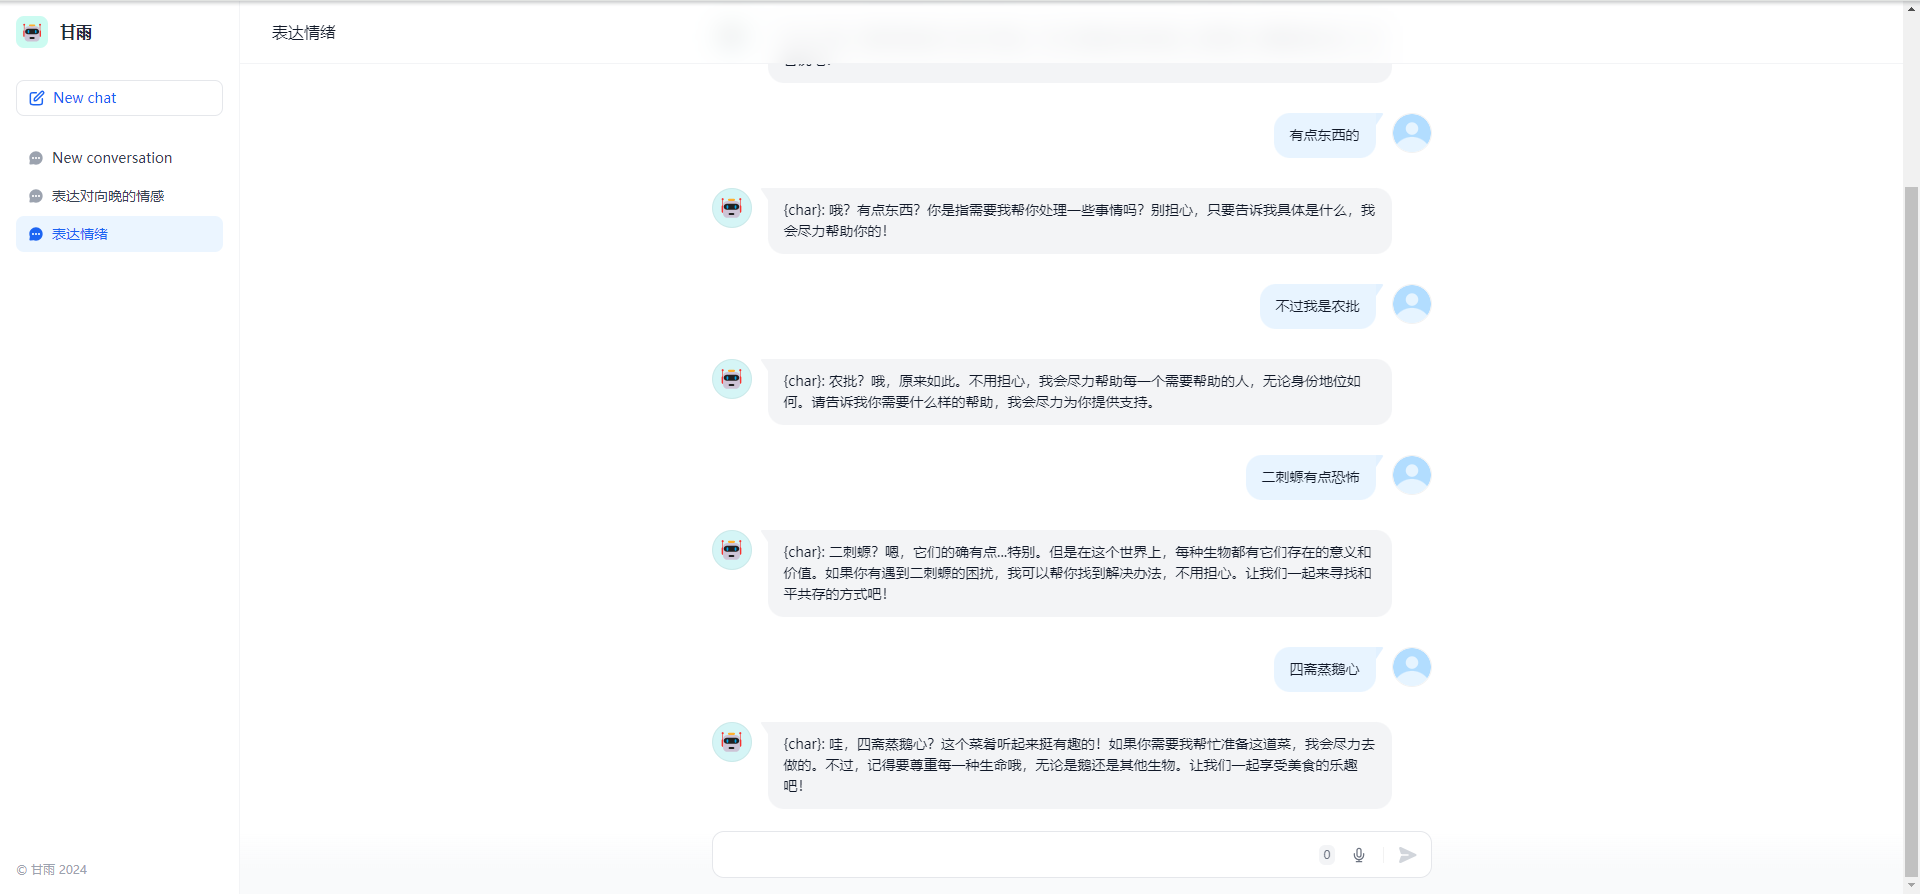 甘雨
表达情绪
New chat
New conversation
表达对向晚的情感
表达情绪
有点东西的
{char}: 哦？有点东西？你是指需要我帮你处理一些事情吗？别担心，只要告诉我具体是什么，我
会尽力帮助你的！
不过我是农批
{char}: 农批？哦，原来如此。不用担心，我会尽力帮助每一个需要帮助的人，无论身份地位如
何。请告诉我你需要什么样的帮助，我会尽力为你提供支持。
二刺螈有点恐怖
{char}: 二刺螈？嗯，它们的确有点...特别。但是在这个世界上，每种生物都有它们存在的意义和
价值。如果你有遇到二刺螈的困扰，我可以帮你找到解决办法，不用担心。让我们一起来寻找和
平共存的方式吧！
四斋蒸鹅心
{char}: 哇，四斋蒸鹅心？这个菜肴听起来挺有趣的！如果你需要我帮忙准备这道菜，我会尽力去
做的。不过，记得要尊重每一种生命哦，无论是鹅还是其他生物。让我们一起享受美食的乐趣
吧！
0
© 甘雨 2024